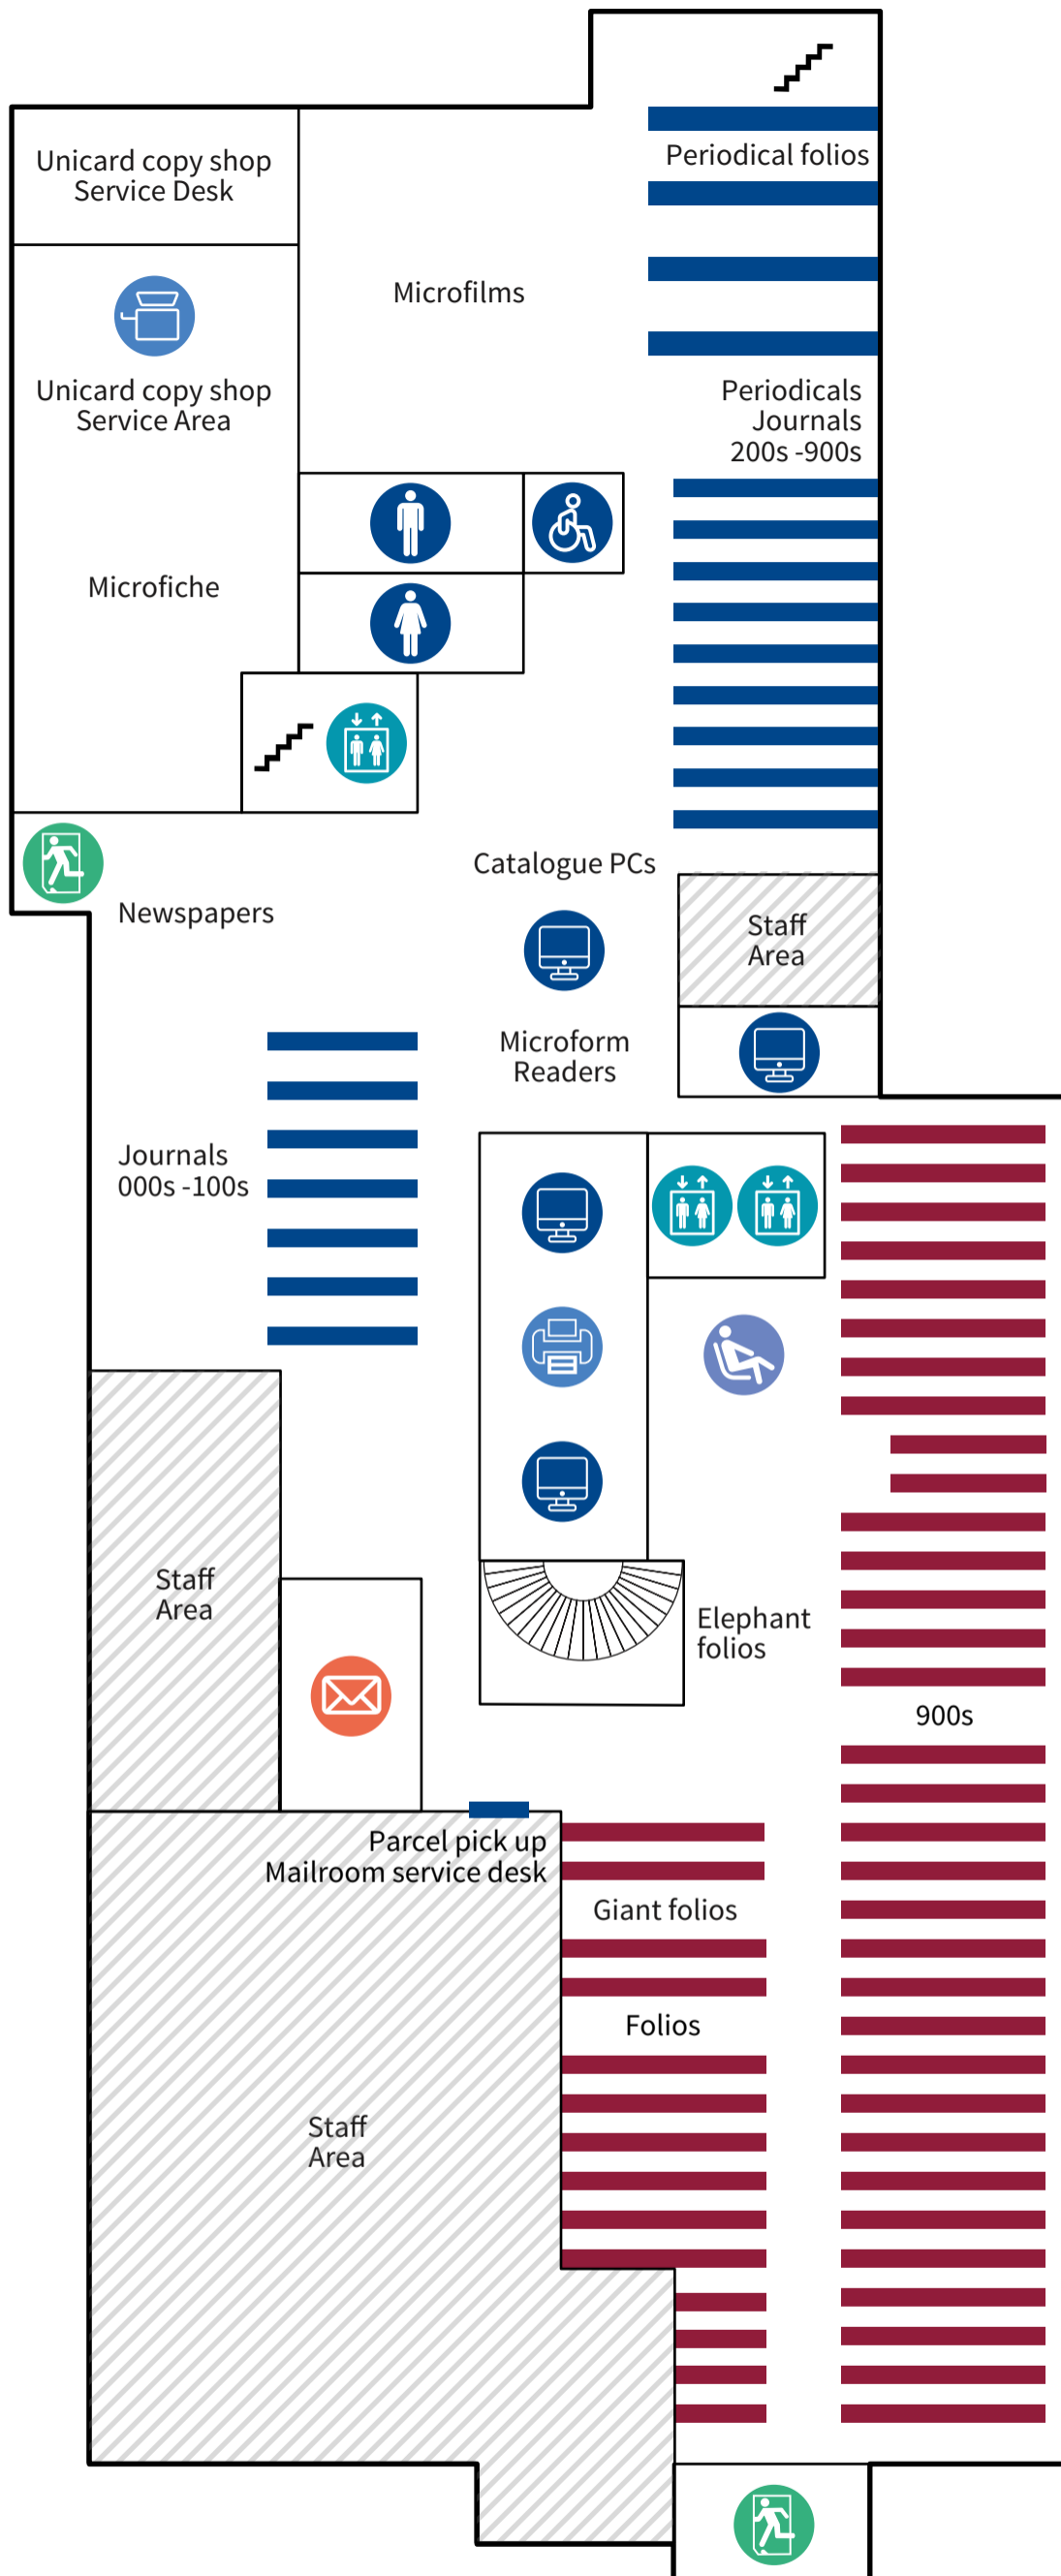 Unicard copy shop
Service Desk
Periodical folios
Microfilms
Unicard copy shop
Service Area
Periodicals
Journals
200s -900s
Microfiche
Catalogue PCs
Newspapers
Staff
Area
Microform
Readers
Journals
000s -100s
Staff
Area
Elephant
folios
900s
Parcel pick up
Mailroom service desk
Giant folios
Folios
Staff
Area